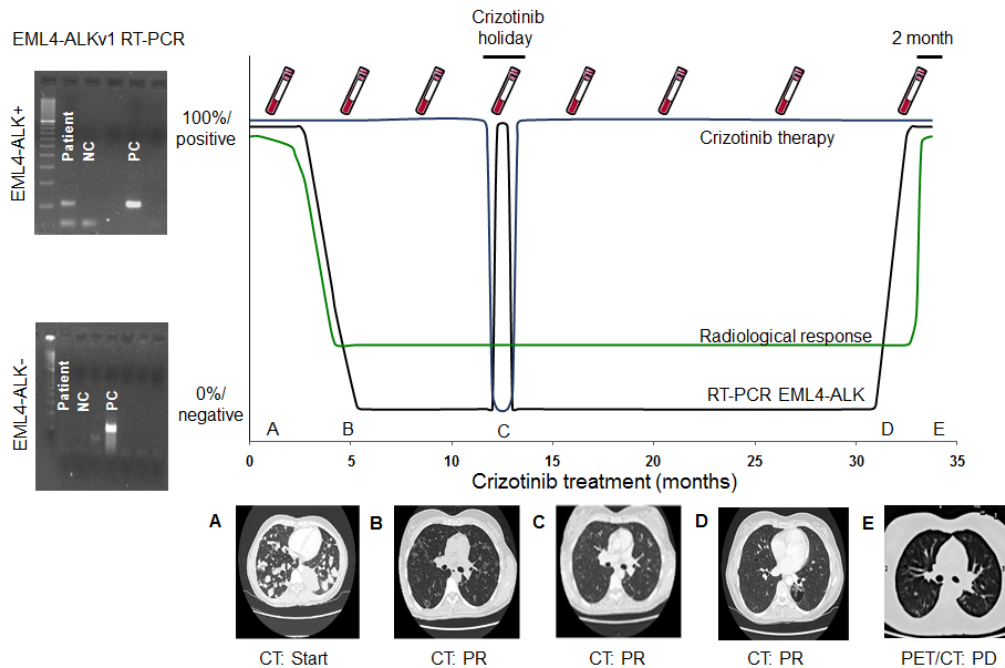 EML4-ALKv1 RT-PCR
EML4-ALK+
Patient
NC
PC
EML4-ALK-
Patient
NC
PC
Crizotinib
holiday
2 month
100%/
positive
Crizotinib therapy
Radiological response
0%/
negative
RT-PCR EML4-ALK
A B C D E
0 5 10 15 20 25 30 35
Crizotinib treatment (months)
A B C D E
CT: Start CT: PR CT: PR CT: PR PET/CT: PD